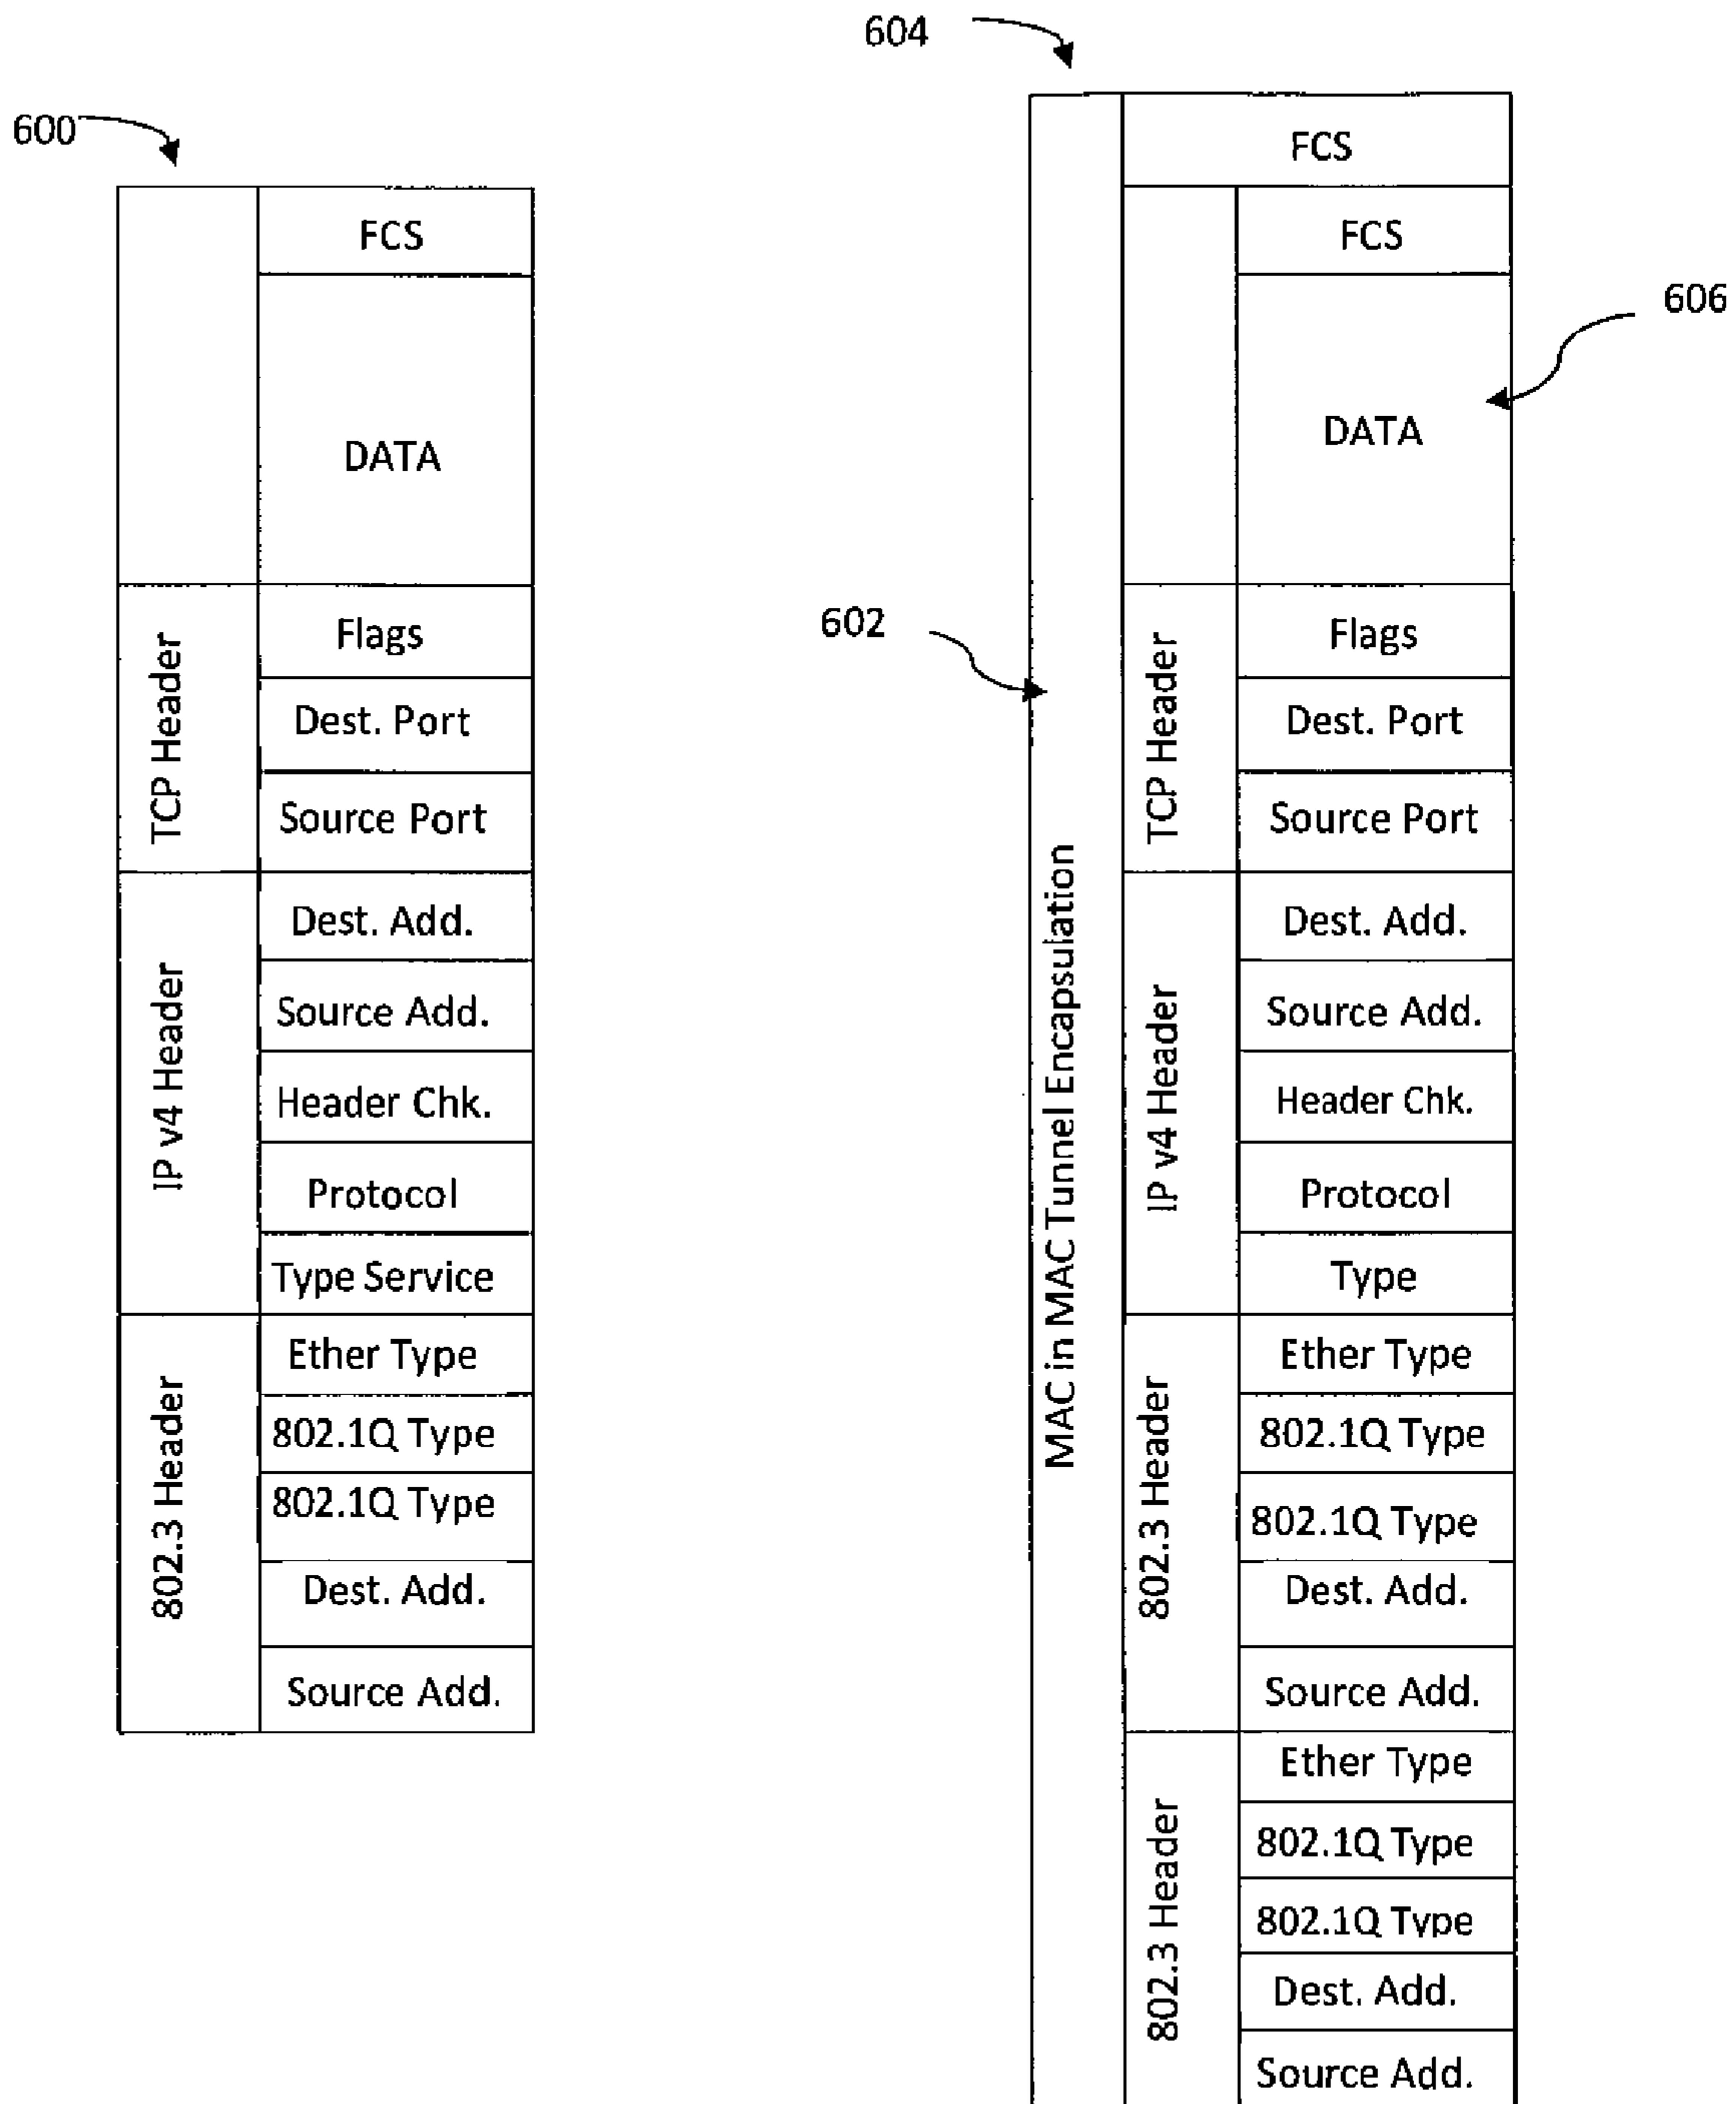 600
FCS
DATA
TCP Header
Flags
Dest. Port
Source Port
IP v4 Header
Dest. Add.
Source Add.
Header Chk.
Protocol
Type Service
802.3 Header
Ether Type
802.1Q Type
802.1Q Type
Dest. Add.
Source Add.
604
602
606
MAC in MAC Tunnel Encapsulation
FCS
FCS
DATA
TCP Header
Flags
Dest. Port
Source Port
IP v4 Header
Dest. Add.
Source Add.
Header Chk.
Protocol
Type
802.3 Header
Ether Type
802.1Q Type
802.1Q Type
Dest. Add.
Source Add.
802.3 Header
Ether Type
802.1Q Type
802.1Q Type
Dest. Add.
Source Add.